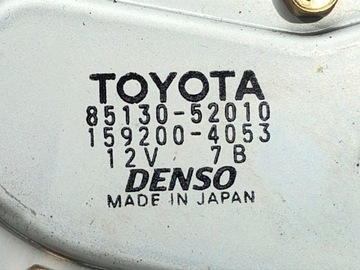 TOYOTA
85130-52010
159200-4053
12V 7B
DENSO
MADE IN JAPAN